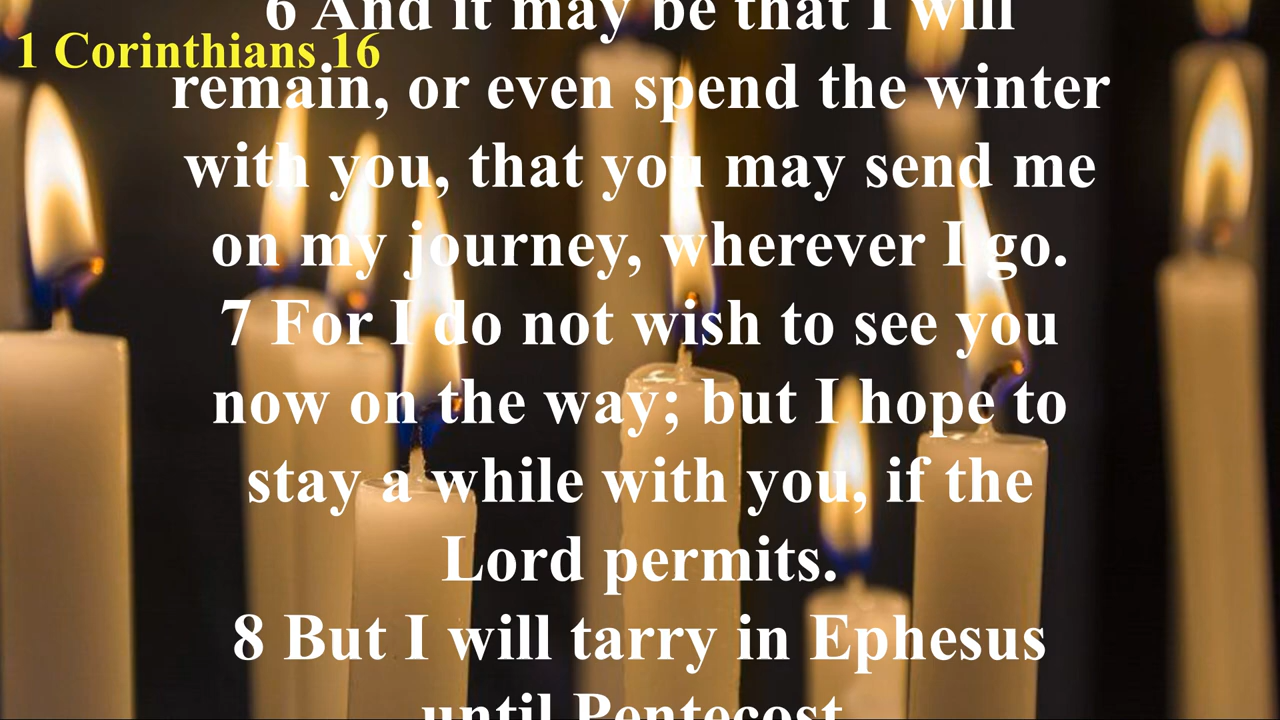 6 And it may be that I will
1 Corinthians 16
remain, or even spend the winter
with you, that you may send me
on my journey, wherever I go.
7 For I do not wish to see you
now on the way; but I hope to
stay a while with you, if the
Lord permits.
8 But I will tarry in Ephesus
until Pentecost.